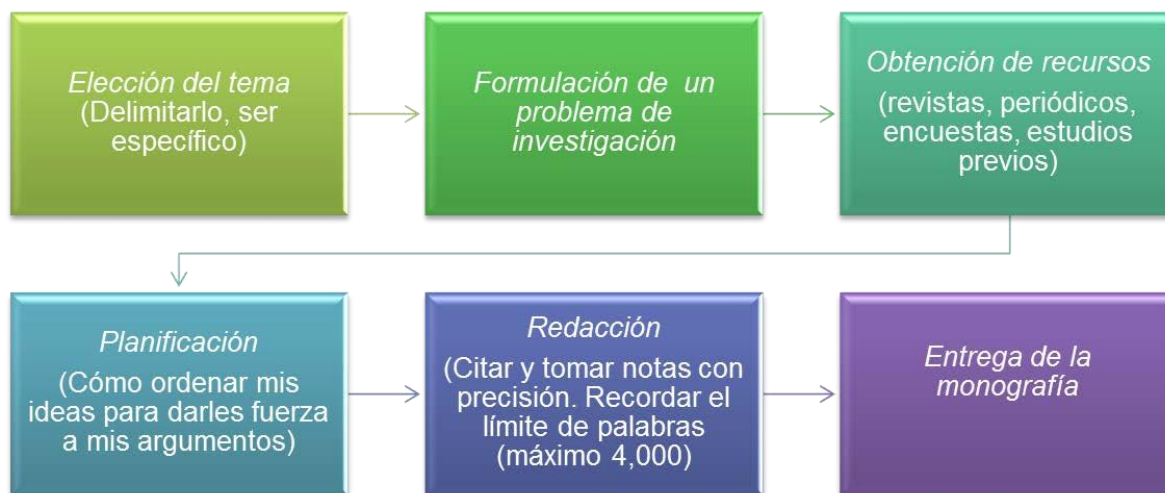 Elección del tema
(Delimitarlo, ser
específico)
Formulación de un
problema de
investigación
Obtención de recursos
(revistas, periódicos,
encuestas, estudios
previos)
Planificación
(Cómo ordenar mis
ideas para darles fuerza
a mis argumentos)
Redacción
(Citar y tomar notas con
precisión. Recordar el
límite de palabras
(máximo 4,000)
Entrega de la
monografía